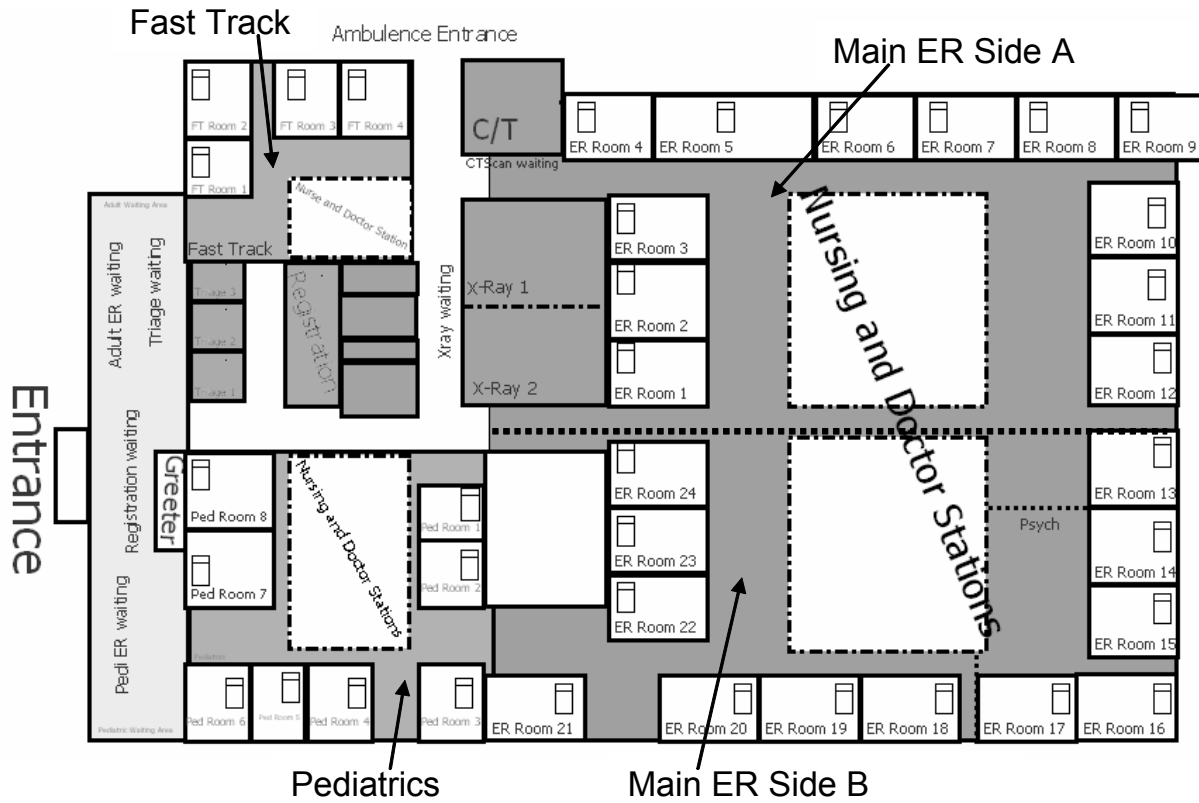 Fast Track
Ambulence Entrance
Main ER Side A
FT Room 2
FT Room 3
FT Room 4
C/T
ER Room 4
ER Room 5
ER Room 6
ER Room 7
ER Room 8
ER Room 9
CTScan waiting
FT Room 1
Nurse and Doctor Station
Adult Waiting Area
Fast Track
ER Room 3
ER Room 10
Nursing and Doctor Stations
Adult ER waiting
Triage waiting
Triage 3
Registration
Xray waiting
X-Ray 1
ER Room 2
ER Room 11
Triage 2
Triage 1
X-Ray 2
ER Room 1
ER Room 12
Entrance
Registration waiting
Greeter
Ped Room 8
Nursing and Doctor Stations
Ped Room 1
ER Room 24
ER Room 13
Psych
Ped Room 7
Ped Room 2
ER Room 23
ER Room 14
Pedi ER waiting
ER Room 22
ER Room 15
Pediatrics
Ped Room 6
Ped Room 5
Ped Room 4
Ped Room 3
ER Room 21
ER Room 20
ER Room 19
ER Room 18
ER Room 17
ER Room 16
Pediatric Waiting Area
Pediatrics
Main ER Side B